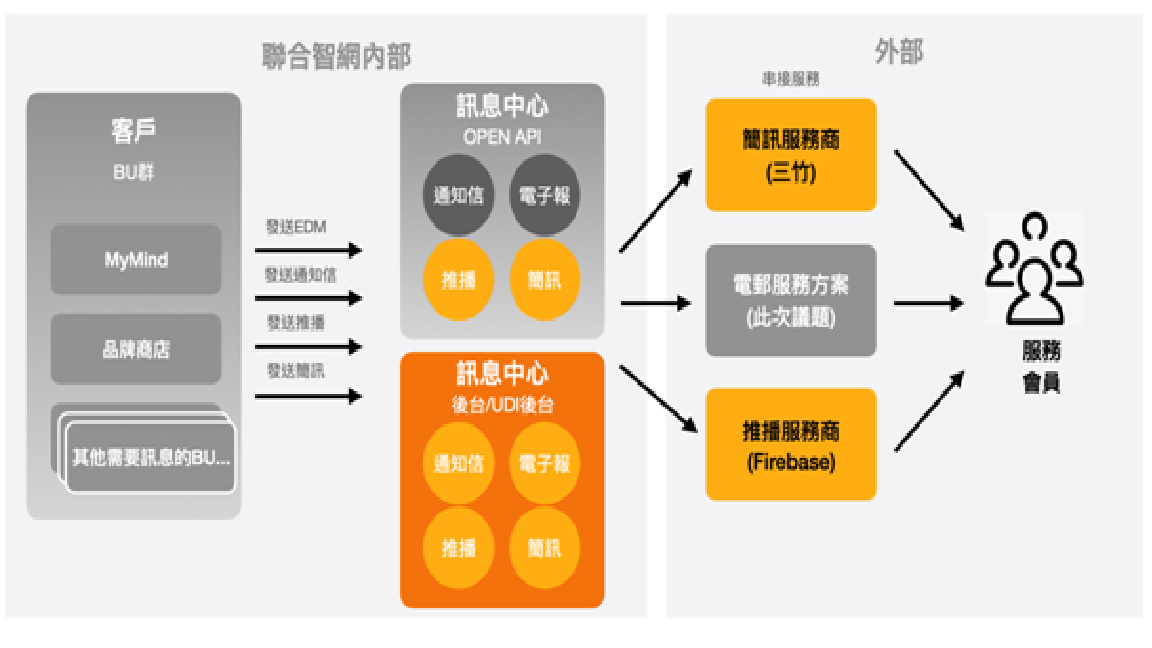 聯合智網內部
客戶
BU群
MyMind
品牌商店
其他需要訊息的BU...
發送EDM
發送通知信
發送推播
發送簡訊
訊息中心
OPEN API
通知信
電子報
推播
簡訊
訊息中心
後台/UDI後台
通知信
電子報
推播
簡訊
外部
串接服務
簡訊服務商
(三竹)
電郵服務方案
(此次議題)
推播服務商
(Firebase)
服務
會員